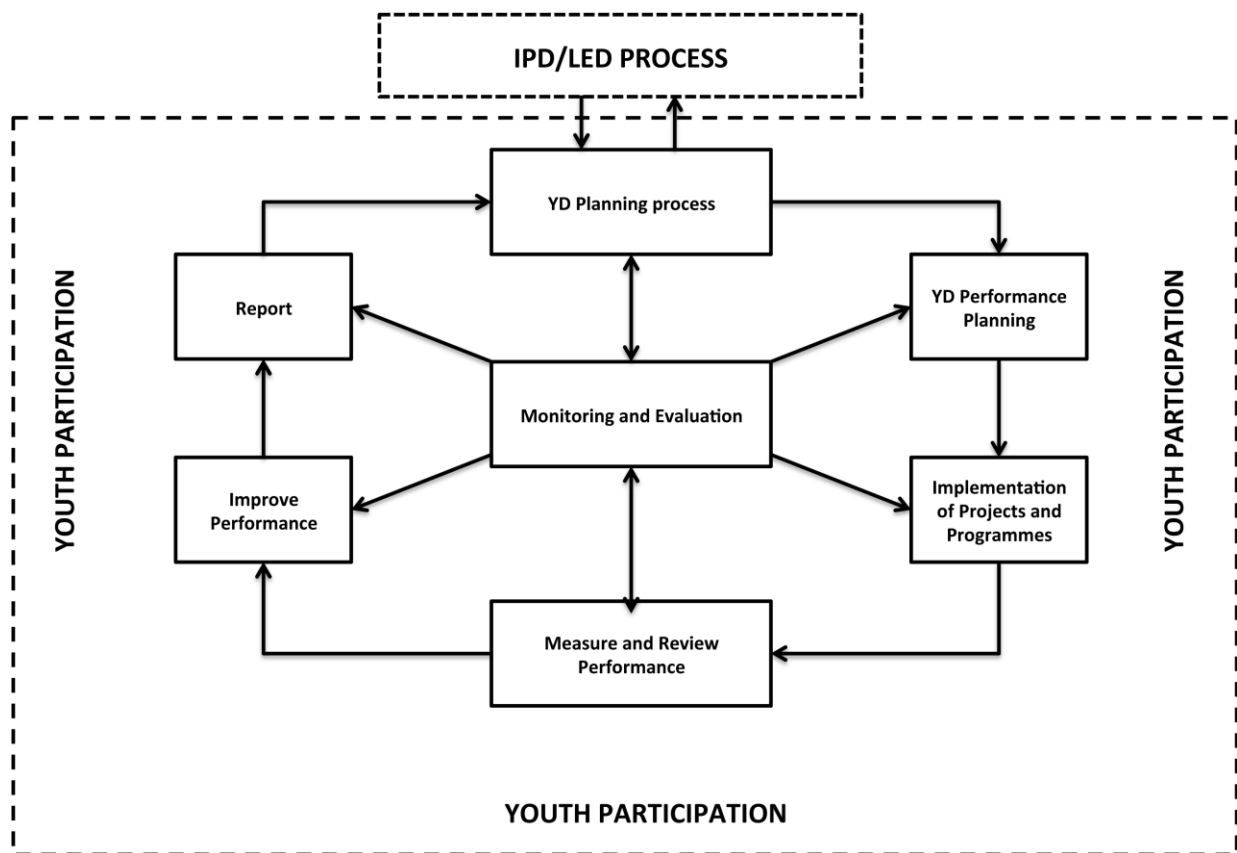 IPD/LED PROCESS
YD Planning process
Report
YD Performance
Planning
Monitoring and Evaluation
Improve
Performance
Implementation
of Projects and
Programmes
Measure and Review
Performance
YOUTH PARTICIPATION
YOUTH PARTICIPATION
YOUTH PARTICIPATION